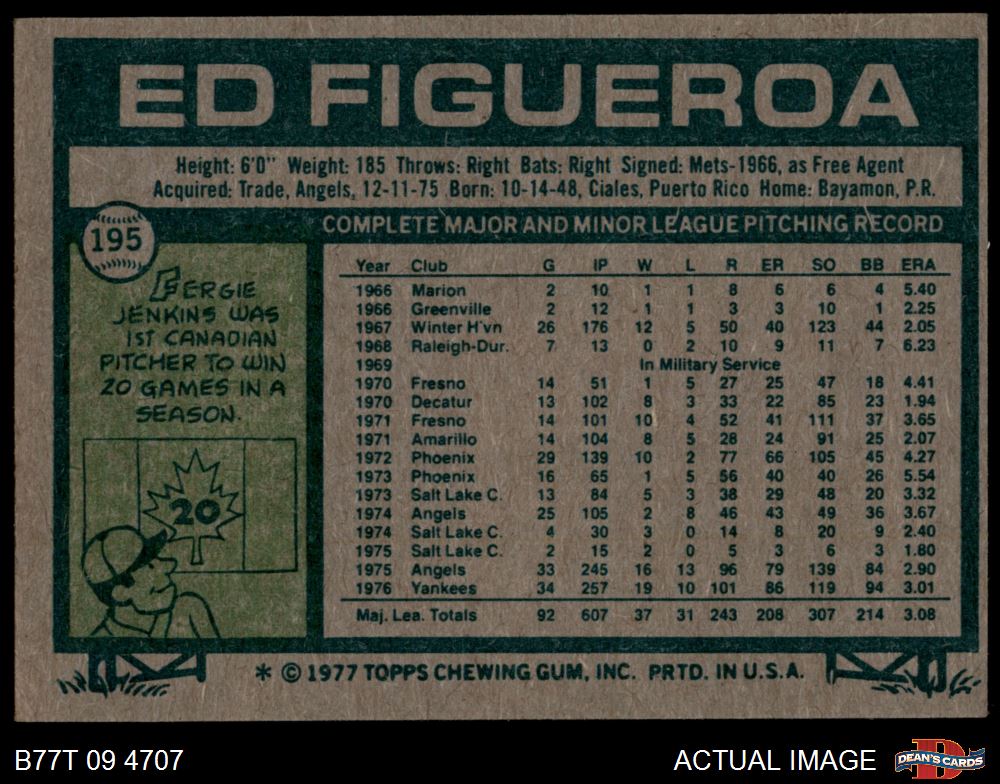 ED FIGUEROA
Height: 6'0" Weight: 185 Throws: Right Bats: Right Signed: Mets-1966, as Free Agent
Acquired: Trade, Angels, 12-11-75 Born: 10-14-48, Ciales, Puerto Rico Home: Bayamon, P.R.
195
FERGIE
JENKINS WAS
1ST CANADIAN
PITCHER TO WIN
20 GAMES IN A
SEASON.
20
COMPLETE MAJOR AND MINOR LEAGUE PITCHING RECORD
Year Club G IP W L R ER SO BB ERA
1966 Marion 2 10 1 1 8 6 6 4 5.40
1966 Greenville 2 12 1 1 3 3 10 1 2.25
1967 Winter H'vn 26 176 12 5 50 40 123 44 2.05
1968 Raleigh-Dur. 7 13 0 2 10 9 11 7 6.23
1969 In Military Service
1970 Fresno 14 51 1 5 27 25 47 18 4.41
1970 Decatur 13 102 8 3 33 22 85 23 1.94
1971 Fresno 14 101 10 4 52 41 111 37 3.65
1971 Amarillo 14 104 8 5 28 24 91 25 2.07
1972 Phoenix 29 139 10 2 77 66 105 45 4.27
1973 Phoenix 16 65 1 5 56 40 40 26 5.54
1973 Salt Lake C. 13 84 5 3 38 29 48 20 3.32
1974 Angels 25 105 2 8 46 43 49 36 3.67
1974 Salt Lake C. 4 30 3 0 14 8 20 9 2.40
1975 Salt Lake C. 2 15 2 0 5 3 6 3 1.80
1975 Angels 33 245 16 13 96 79 139 84 2.90
1976 Yankees 34 257 19 10 101 86 119 94 3.01
Maj. Lea. Totals 92 607 37 31 243 208 307 214 3.08
* © 1977 TOPPS CHEWING GUM, INC. PRTD. IN U.S.A.
B77T 09 4707
ACTUAL IMAGE
DEAN'S CARDS